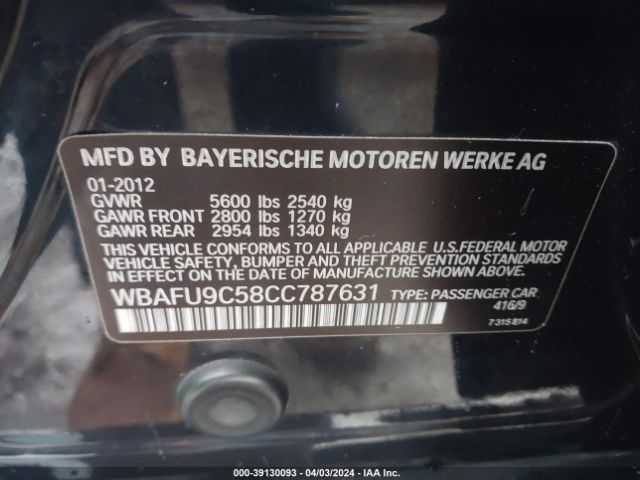 MFD BY BAYERISCHE MOTOREN WERKE AG
01-2012
GVWR 5600 lbs 2540 kg
GAWR FRONT 2800 lbs 1270 kg
GAWR REAR 2954 lbs 1340 kg
THIS VEHICLE CONFORMS TO ALL APPLICABLE U.S.FEDERAL MOTOR
VEHICLE SAFETY, BUMPER AND THEFT PREVENTION STANDARDS
IN EFFECT ON THE DATE OF MANUFACTURE SHOWN ABOVE.
WBAFU9C58CC787631 TYPE: PASSENGER CAR
416/9
7315814
000-39130093 - 04/03/2024 - IAA Inc.